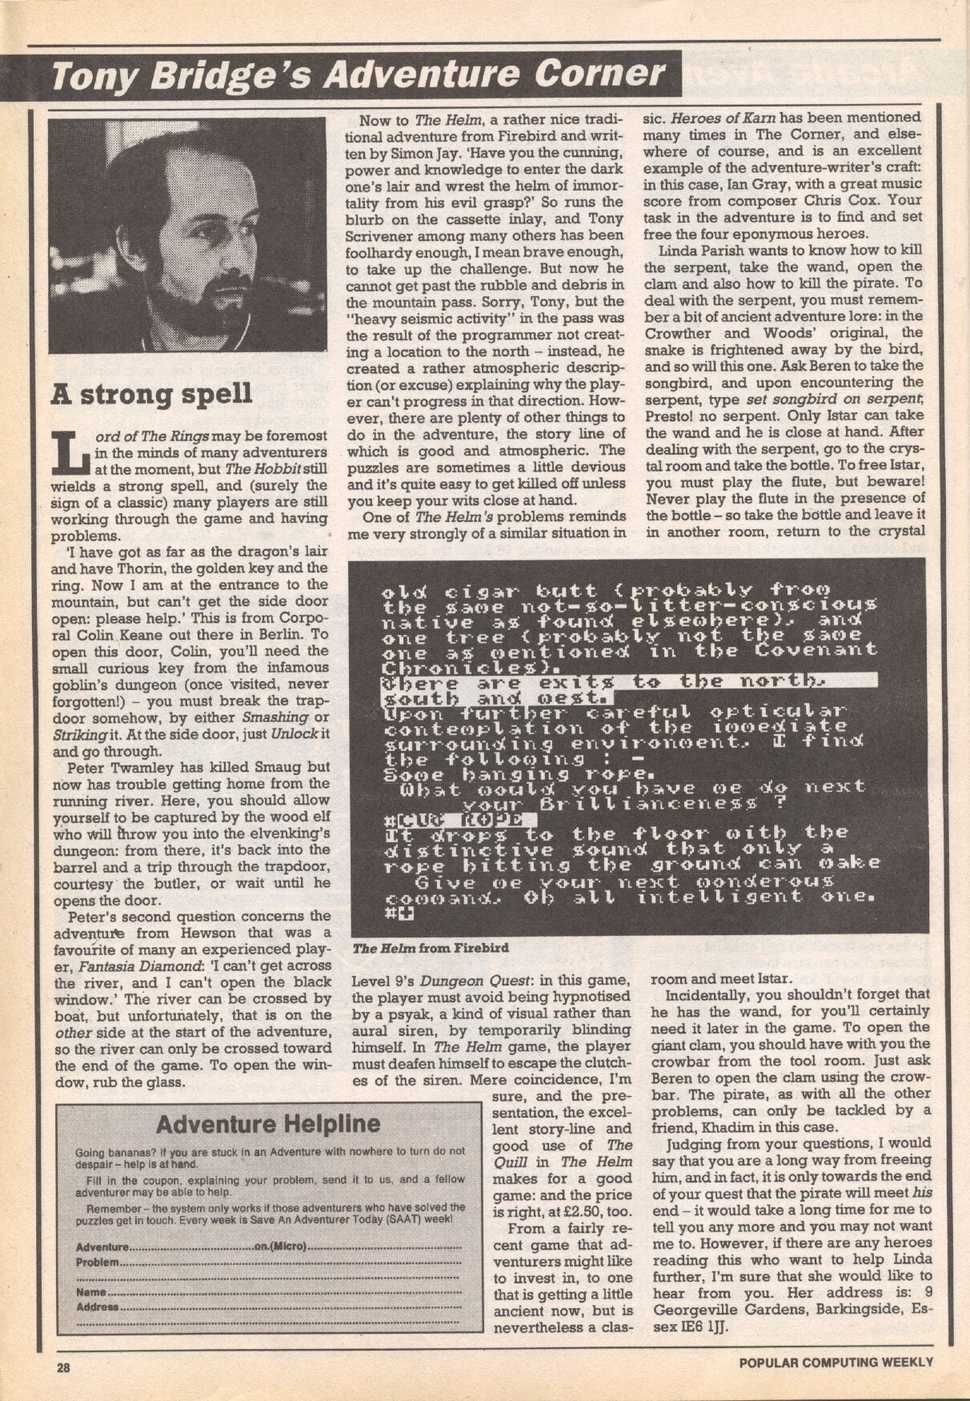 Tony Bridge's Adventure Corner
A strong spell
Lord of The Rings may be foremost
in the minds of many adventurers
at the moment, but The Hobbit still
wields a strong spell, and (surely the
sign of a classic) many players are still
working through the game and having
problems.
'I have got as far as the dragon's lair
and have Thorin, the golden key and the
ring. Now I am at the entrance to the
mountain, but can't get the side door
open: please help.' This is from Corpo-
ral Colin Keane out there in Berlin. To
open this door, Colin, you'll need the
small curious key from the infamous
goblin's dungeon (once visited, never
forgotten!) – you must break the trap-
door somehow, by either Smashing or
Striking it. At the side door, just Unlock it
and go through.
Peter Twamley has killed Smaug but
now has trouble getting home from the
running river. Here, you should allow
yourself to be captured by the wood elf
who will throw you into the elvenking's
dungeon: from there, it's back into the
barrel and a trip through the trapdoor,
courtesy the butler, or wait until he
opens the door.
Peter's second question concerns the
adventure from Hewson that was a
favourite of many an experienced play-
er, Fantasia Diamond: 'I can't get across
the river, and I can't open the black
window.' The river can be crossed by
boat, but unfortunately, that is on the
other side at the start of the adventure,
so the river can only be crossed toward
the end of the game. To open the win-
dow, rub the glass.
Now to The Helm, a rather nice tradi-
tional adventure from Firebird and writ-
ten by Simon Jay. 'Have you the cunning,
power and knowledge to enter the dark
one's lair and wrest the helm of immor-
tality from his evil grasp?' So runs the
blurb on the cassette inlay, and Tony
Scrivener among many others has been
foolhardy enough, I mean brave enough,
to take up the challenge. But now he
cannot get past the rubble and debris in
the mountain pass. Sorry, Tony, but the
"heavy seismic activity" in the pass was
the result of the programmer not creat-
ing a location to the north – instead, he
created a rather atmospheric descrip-
tion (or excuse) explaining why the play-
er can't progress in that direction. How-
ever, there are plenty of other things to
do in the adventure, the story line of
which is good and atmospheric. The
puzzles are sometimes a little devious
and it's quite easy to get killed off unless
you keep your wits close at hand.
One of The Helm's problems reminds
me very strongly of a similar situation in
Level 9's Dungeon Quest: in this game,
the player must avoid being hypnotised
by a psyak, a kind of visual rather than
aural siren, by temporarily blinding
himself. In The Helm game, the player
must deafen himself to escape the clutch-
es of the siren. Mere coincidence, I'm
sure, and the pre-
sentation, the excel-
lent story-line and
good use of The
Quill in The Helm
makes for a good
game: and the price
is right, at £2.50, too.
From a fairly re-
cent game that ad-
venturers might like
to invest in, to one
that is getting a little
ancient now, but is
nevertheless a clas-
sic. Heroes of Karn has been mentioned
many times in The Corner, and else-
where of course, and is an excellent
example of the adventure-writer's craft:
in this case, Ian Gray, with a great music
score from composer Chris Cox. Your
task in the adventure is to find and set
free the four eponymous heroes.
Linda Parish wants to know how to kill
the serpent, take the wand, open the
clam and also how to kill the pirate. To
deal with the serpent, you must remem-
ber a bit of ancient adventure lore: in the
Crowther and Woods' original, the
snake is frightened away by the bird,
and so will this one. Ask Beren to take the
songbird, and upon encountering the
serpent, type set songbird on serpent;
Presto! no serpent. Only Istar can take
the wand and he is close at hand. After
dealing with the serpent, go to the crys-
tal room and take the bottle. To free Istar,
you must play the flute, but beware!
Never play the flute in the presence of
the bottle – so take the bottle and leave it
in another room, return to the crystal
room and meet Istar.
Incidentally, you shouldn't forget that
he has the wand, for you'll certainly
need it later in the game. To open the
giant clam, you should have with you the
crowbar from the tool room. Just ask
Beren to open the clam using the crow-
bar. The pirate, as with all the other
problems, can only be tackled by a
friend, Khadim in this case.
Judging from your questions, I would
say that you are a long way from freeing
him, and in fact, it is only towards the end
of your quest that the pirate will meet his
end – it would take a long time for me to
tell you any more and you may not want
me to. However, if there are any heroes
reading this who want to help Linda
further, I'm sure that she would like to
hear from you. Her address is: 9
Georgeville Gardens, Barkingside, Es-
sex IE6 1JJ.
old cigar butt (probably from
the same not-so-litter-conscious
native as found elsewhere), and
one tree (probably not the same
one as mentioned in the Covenant
Chronicles).
There are exits to the north,
south and west.
Upon further careful opticular
contemplation of the immediate
surrounding environment, I find
the following : -
Some hanging rope.
What would you have me do next
your Brillianceness ?
#CUT ROPE
It drops to the floor with the
distinctive sound that only a
rope hitting the ground can make
Give me your next wonderous
command, Oh all intelligent one.
#+
The Helm from Firebird
Adventure Helpline
Going bananas? If you are stuck in an Adventure with nowhere to turn do not
despair – help is at hand.
Fill in the coupon, explaining your problem, send it to us, and a fellow
adventurer may be able to help.
Remember – the system only works if those adventurers who have solved the
puzzles get in touch. Every week is Save An Adventurer Today (SAAT) week!
Adventure..........on (Micro)..........
Problem..........
Name..........
Address..........
28
POPULAR COMPUTING WEEKLY